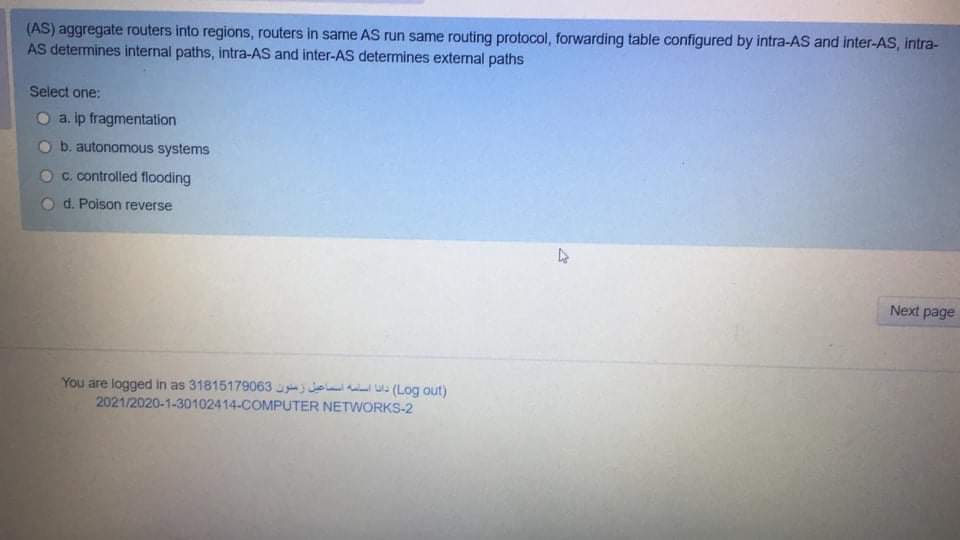 (AS) aggregate routers into regions, routers in same AS run same routing protocol, forwarding table configured by intra-AS and inter-AS, intra-
AS determines internal paths, intra-AS and inter-AS determines external paths
Select one:
a. ip fragmentation
b. autonomous systems
c. controlled flooding
d. Poison reverse
Next page
You are logged in as 31815179063 دانا اسامه اسماعيل زيتون (Log out)
2021/2020-1-30102414-COMPUTER NETWORKS-2